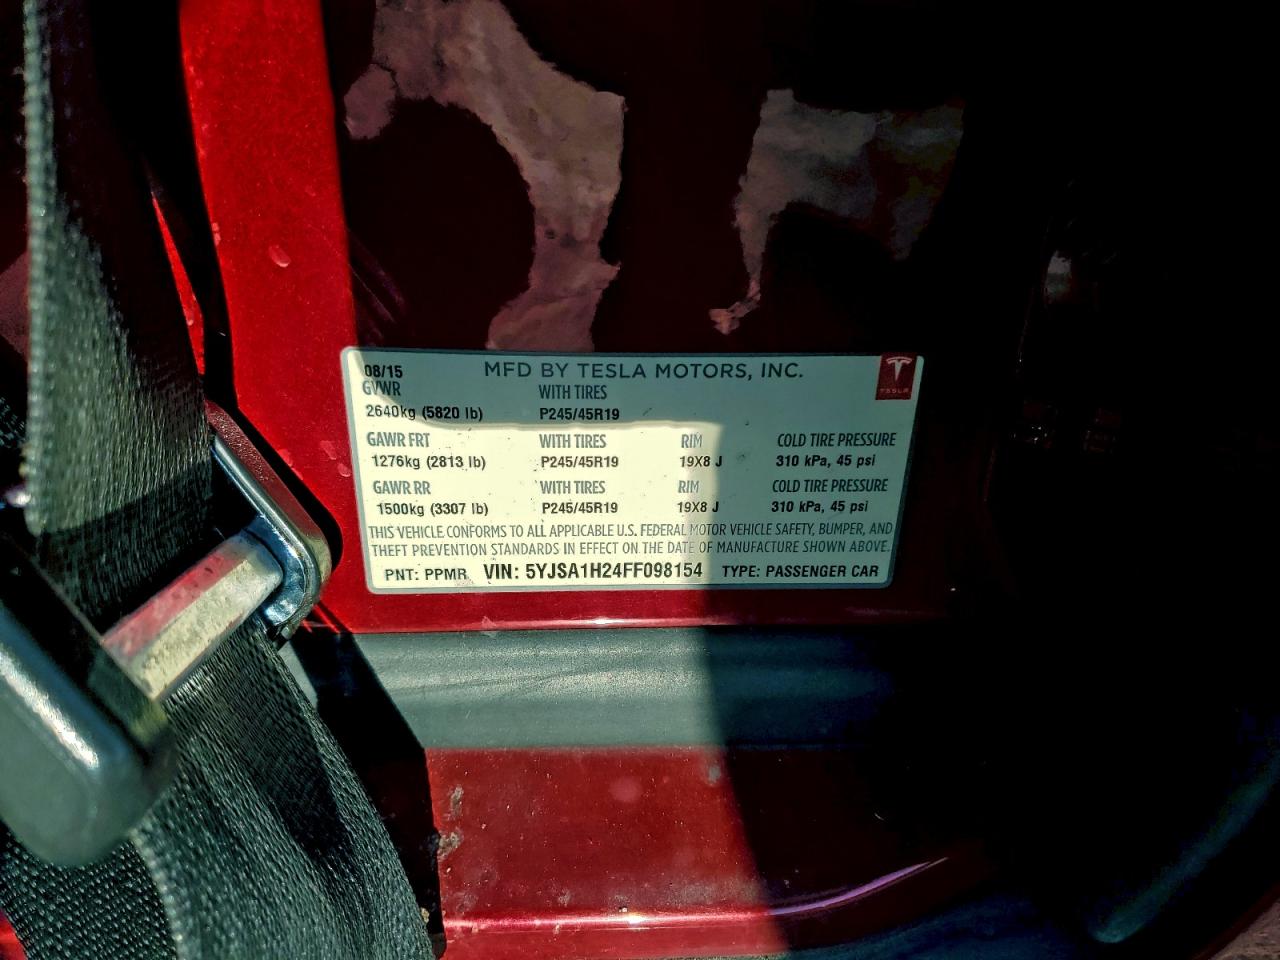 08/15 MFD BY TESLA MOTORS, INC.
GVWR WITH TIRES
2640kg (5820 lb) P245/45R19
TESLA
GAWR FRT WITH TIRES RIM COLD TIRE PRESSURE
1276kg (2813 lb) P245/45R19 19X8 J 310 kPa, 45 psi
GAWR RR WITH TIRES RIM COLD TIRE PRESSURE
1500kg (3307 lb) P245/45R19 19X8 J 310 kPa, 45 psi
THIS VEHICLE CONFORMS TO ALL APPLICABLE U.S. FEDERAL MOTOR VEHICLE SAFETY, BUMPER, AND
THEFT PREVENTION STANDARDS IN EFFECT ON THE DATE OF MANUFACTURE SHOWN ABOVE.
PNT: PPMR VIN: 5YJSA1H24FF098154 TYPE: PASSENGER CAR